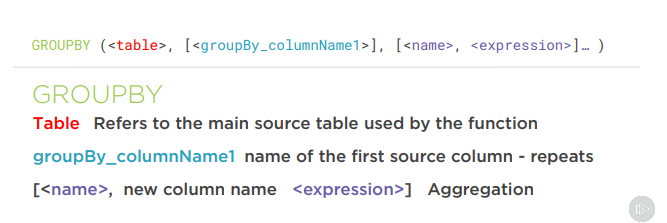 GROUPBY (<table>, [<groupBy_columnName1>], [<name>, <expression>]… )
GROUPBY
Table Refers to the main source table used by the function
groupBy_columnName1 name of the first source column - repeats
[<name>, new column name <expression>] Aggregation